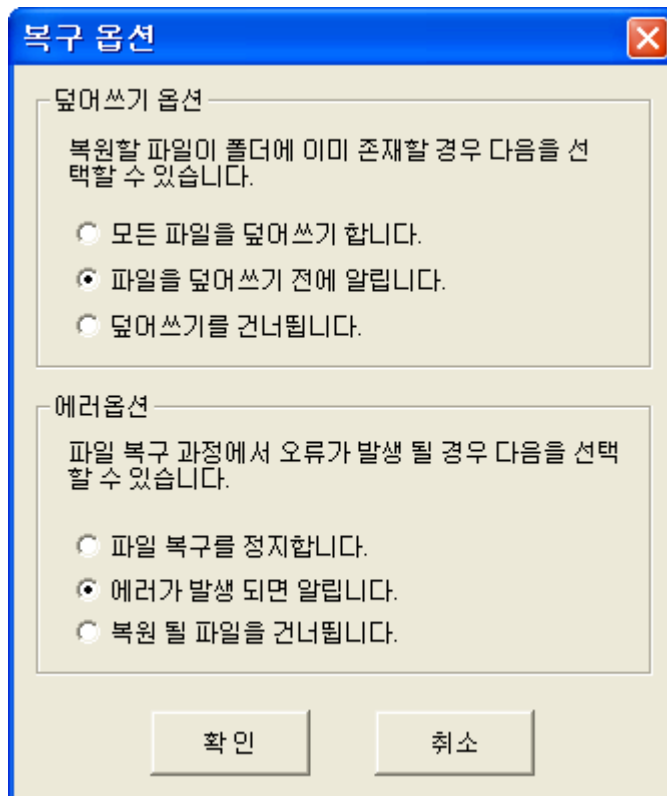 복구 옵션
덮어쓰기 옵션
복원할 파일이 폴더에 이미 존재할 경우 다음을 선
택할 수 있습니다.
모든 파일을 덮어쓰기 합니다.
파일을 덮어쓰기 전에 알립니다.
덮어쓰기를 건너뜁니다.
에러옵션
파일 복구 과정에서 오류가 발생 될 경우 다음을 선택
할 수 있습니다.
파일 복구를 정지합니다.
에러가 발생 되면 알립니다.
복원 될 파일을 건너뜁니다.
확인 취소